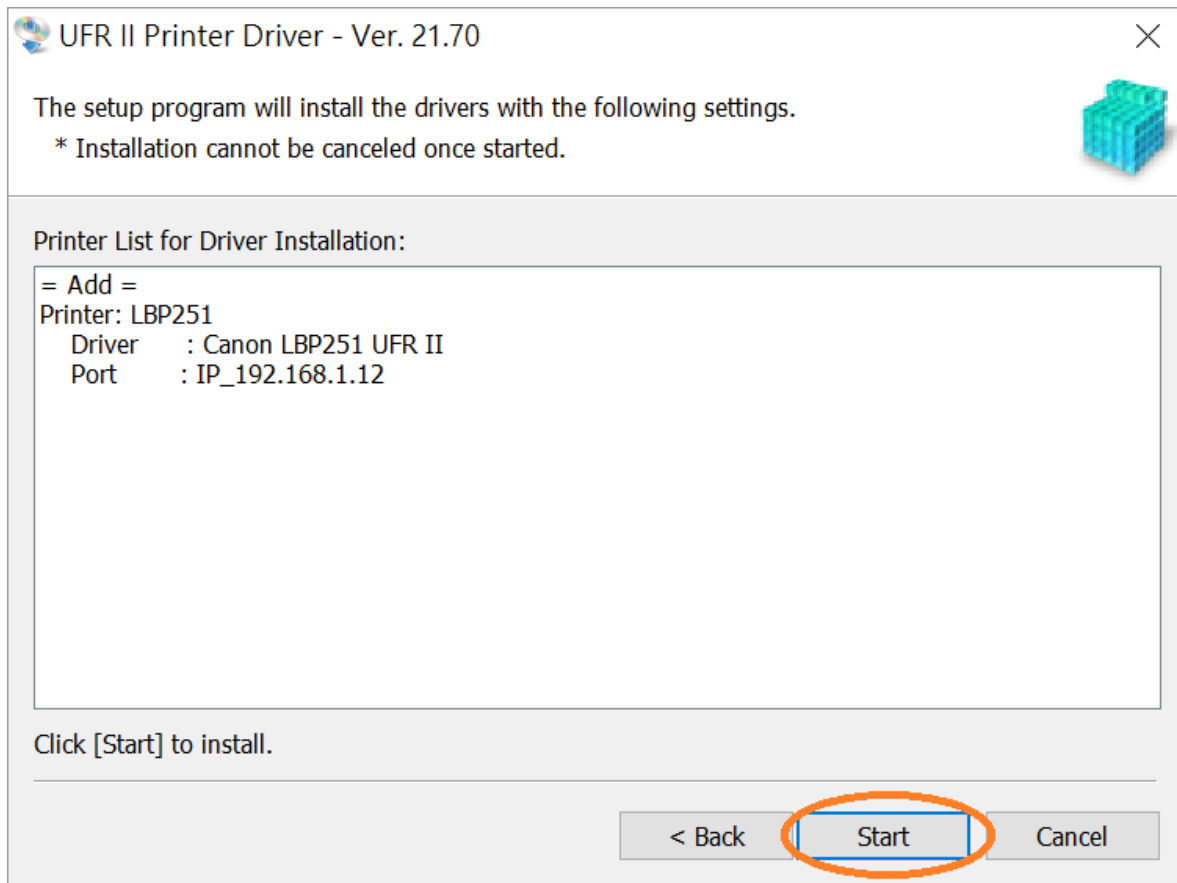 UFR II Printer Driver - Ver. 21.70
The setup program will install the drivers with the following settings.
* Installation cannot be canceled once started.
Printer List for Driver Installation:
= Add =
Printer: LBP251
Driver : Canon LBP251 UFR II
Port : IP_192.168.1.12
Click [Start] to install.
< Back Start Cancel